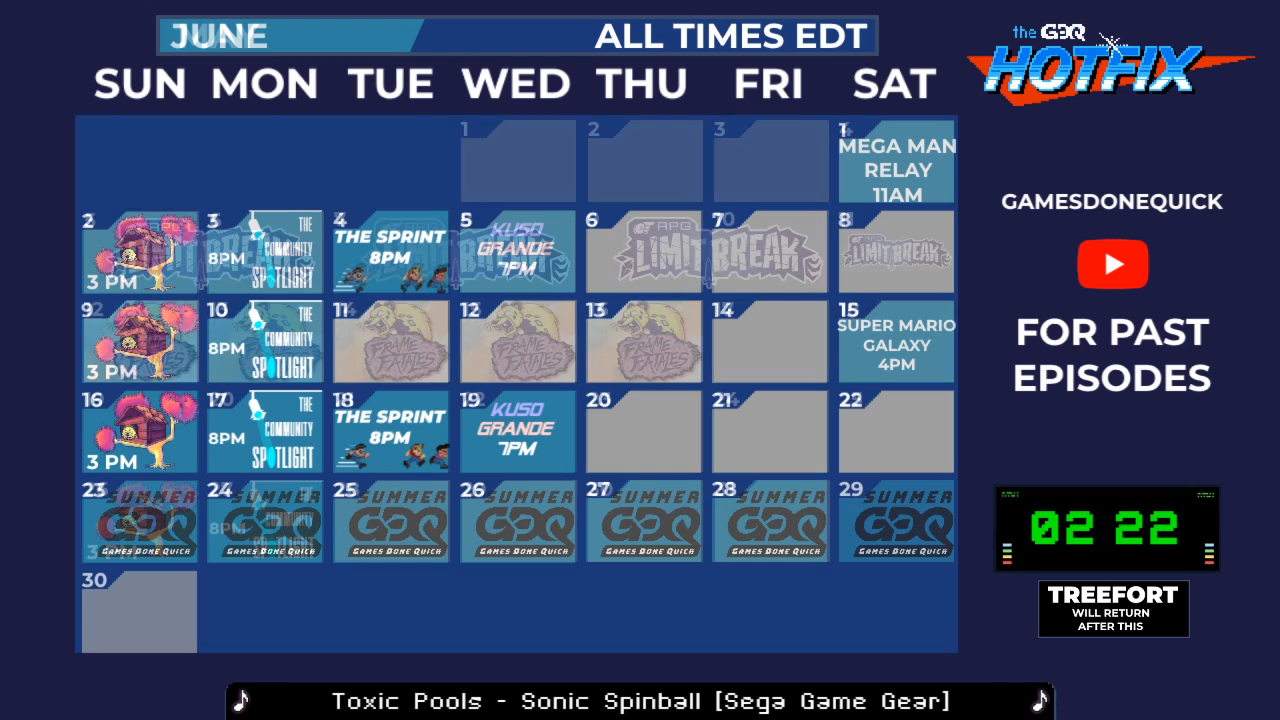 JUNE
ALL TIMES EDT
the GDQ
HOTFIX
SUN MON TUE WED THU FRI SAT
1 2 3 1
MEGA MAN
RELAY
11AM
2 3 4 5 6 7 8
3 PM
8PM
THE
COMMUNITY
SPOTLIGHT
THE SPRINT
8PM
KUSO
GRANDE
7PM
RPG
LIMIT BREAK
LIMIT BREAK
9 10 11 12 13 14 15
3 PM
8PM
THE
COMMUNITY
SPOTLIGHT
FRAME
FATALES
FRAME
FATALES
FRAME
FATALES
SUPER MARIO
GALAXY
4PM
16 17 18 19 20 21 22
3 PM
8PM
THE
COMMUNITY
SPOTLIGHT
THE SPRINT
8PM
KUSO
GRANDE
7PM
23 24 25 26 27 28 29
3 PM
8PM
THE
COMMUNITY
SPOTLIGHT
SUMMER
GDQ
GAMES DONE QUICK
SUMMER
GDQ
GAMES DONE QUICK
SUMMER
GDQ
GAMES DONE QUICK
SUMMER
GDQ
GAMES DONE QUICK
SUMMER
GDQ
GAMES DONE QUICK
SUMMER
GDQ
GAMES DONE QUICK
SUMMER
GDQ
GAMES DONE QUICK
30
GAMESDONEQUICK
FOR PAST
EPISODES
02 22
TREEFORT
WILL RETURN
AFTER THIS
Toxic Pools - Sonic Spinball [Sega Game Gear]